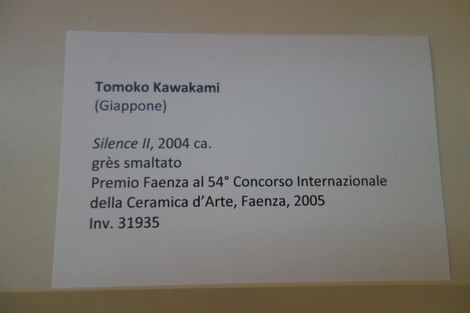 Tomoko Kawakami
(Giappone)
Silence II, 2004 ca.
grès smaltato
Premio Faenza al 54° Concorso Internazionale
della Ceramica d’Arte, Faenza, 2005
Inv. 31935